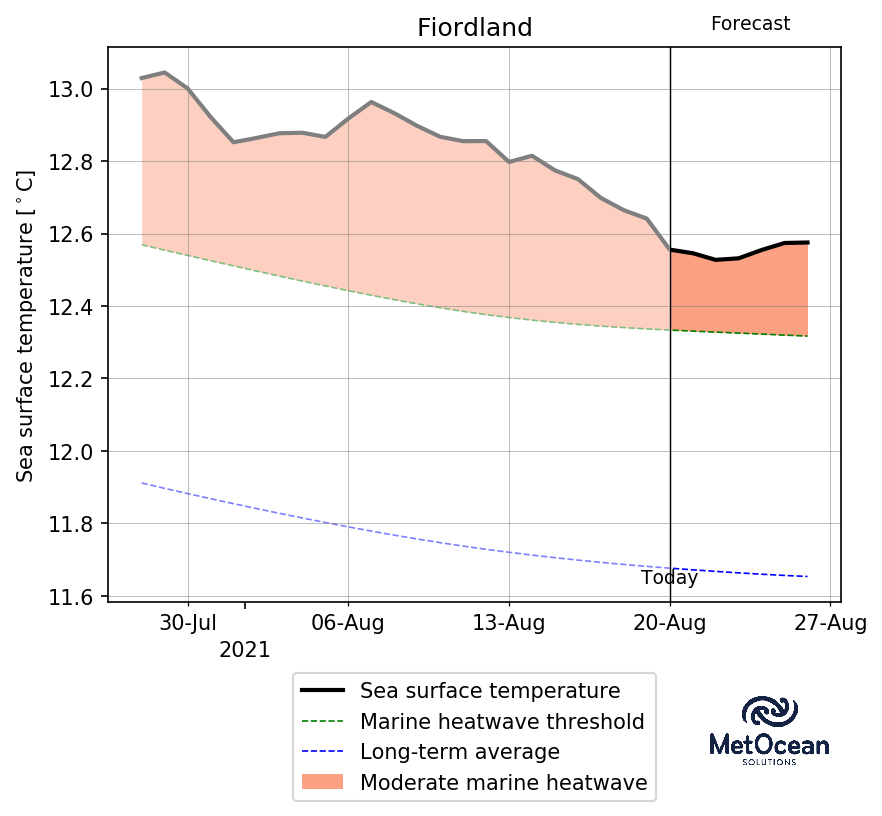 Fiordland
Forecast
Sea surface temperature [ ° C]
13.0
12.8
12.6
12.4
12.2
12.0
11.8
11.6
Today
30-Jul
06-Aug
13-Aug
20-Aug
27-Aug
2021
Sea surface temperature
Marine heatwave threshold
Long-term average
Moderate marine heatwave
MetOcean
SOLUTIONS